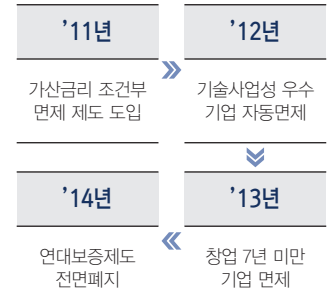 ’11년
가산금리 조건부
면제 제도 도입
’12년
기술사업성 우수
기업 자동면제
’13년
창업 7년 미만
기업 면제
’14년
연대보증제도
전면폐지